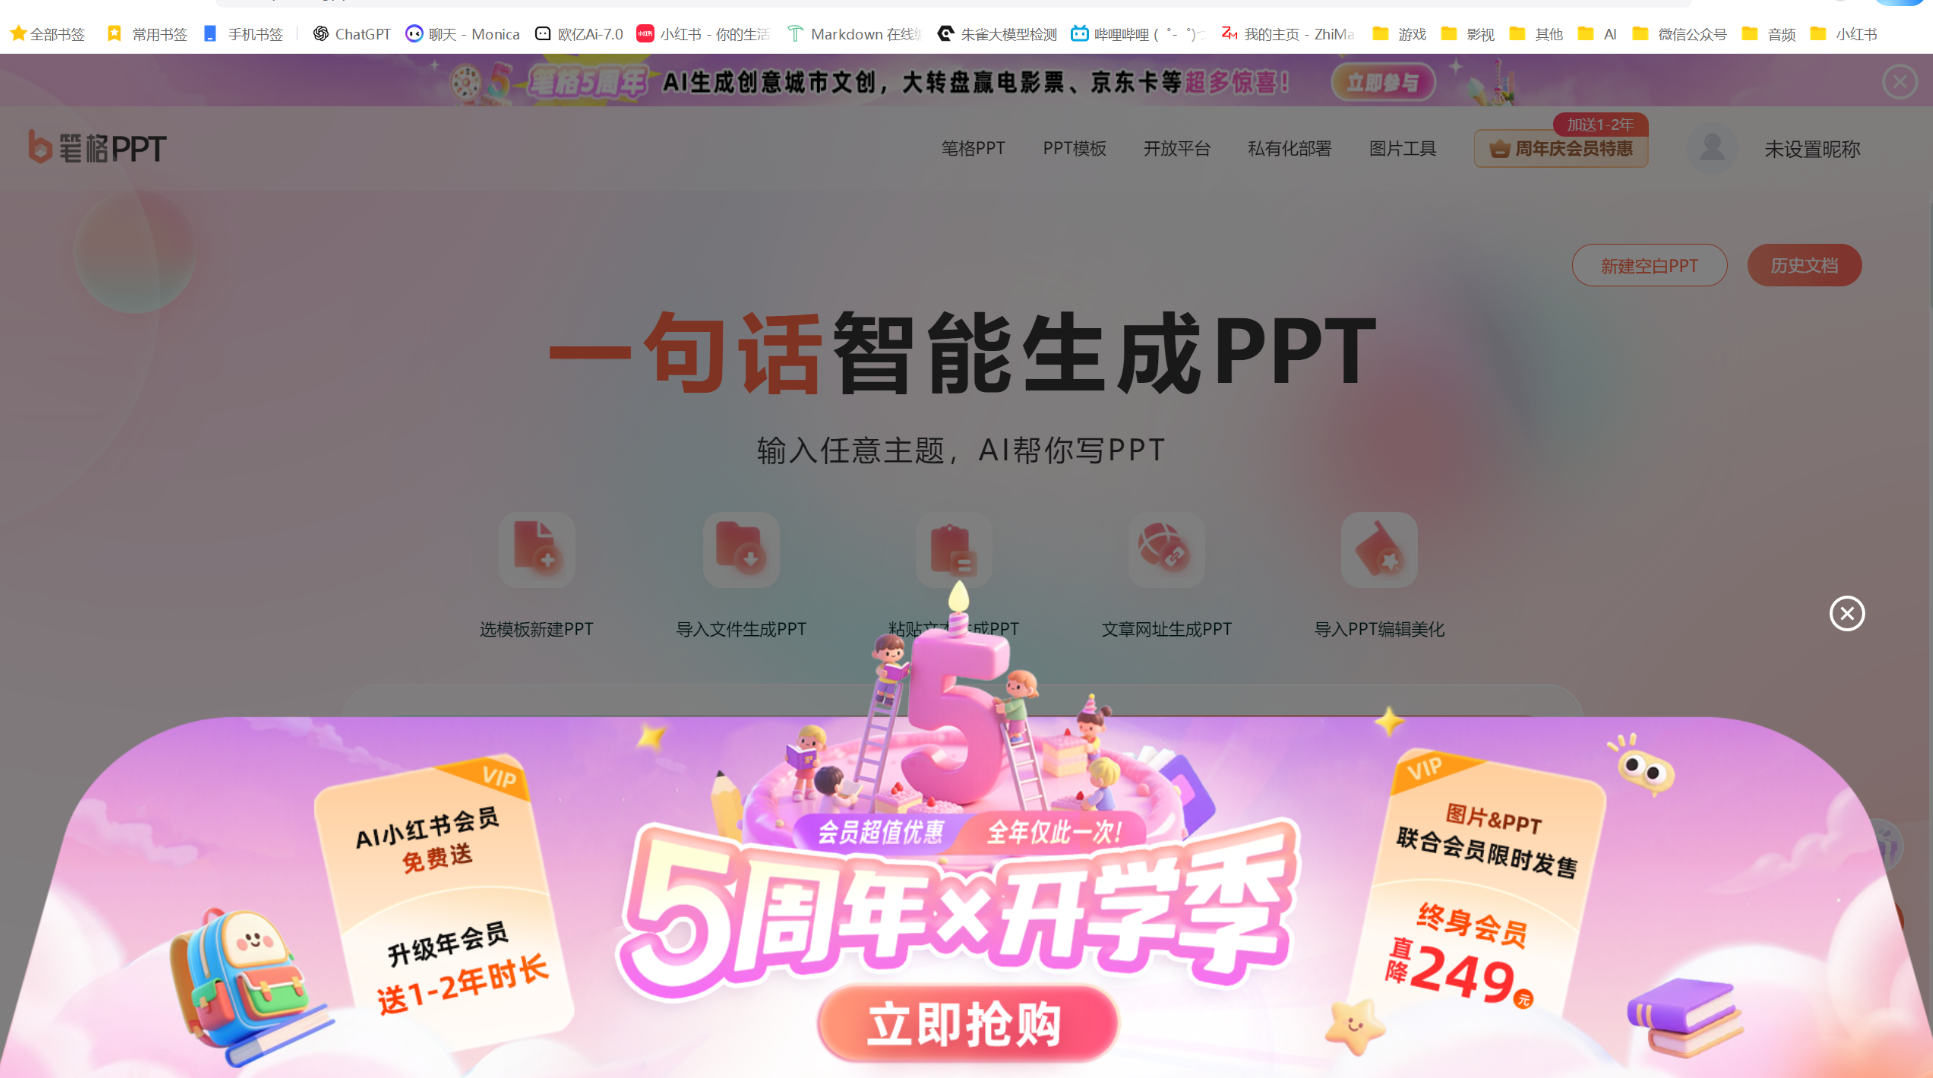 全部书签 常用书签 手机书签 ChatGPT 聊天 - Monica 欧亿Ai-7.0 小红书 - 你的生活 Markdown 在线 朱雀大模型检测 哔哩哔哩 ( ゜- ゜)つ 我的主页 - ZhiMa 游戏 影视 其他 AI 微信公众号 音频 小红书
笔格5周年 AI生成创意城市文创，大转盘赢电影票、京东卡等超多惊喜！ 立即参与
笔格PPT
笔格PPT PPT模板 开放平台 私有化部署 图片工具 周年庆会员特惠 未设置昵称
加送1-2年
新建空白PPT 历史文档
一句话智能生成PPT
输入任意主题，AI帮你写PPT
选模板新建PPT 导入文件生成PPT 粘贴文本生成PPT 文章网址生成PPT 导入PPT编辑美化
VIP
AI小红书会员
免费送
升级年会员
送1-2年时长
5
会员超值优惠 全年仅此一次!
5周年×开学季
立即抢购
VIP
图片&PPT
联合会员限时发售
终身会员
直降249元